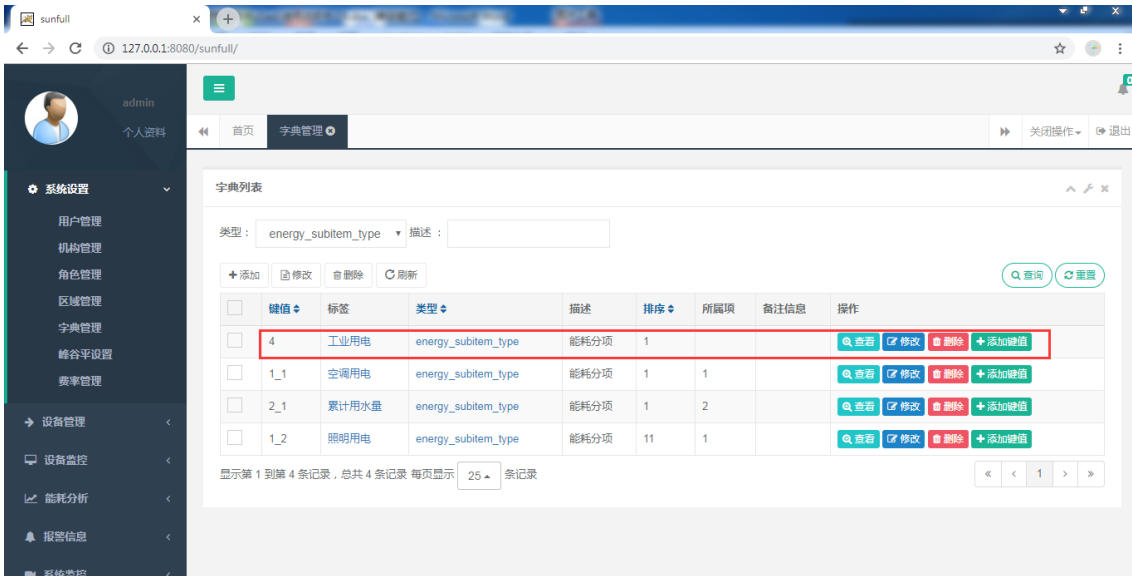 sunfull
127.0.0.1:8080/sunfull/
admin
个人资料
0
首页
字典管理
关闭操作
退出
系统设置
用户管理
机构管理
角色管理
区域管理
字典管理
峰谷平设置
费率管理
设备管理
设备监控
能耗分析
报警信息
系统监控
字典列表
类型： energy_subitem_type 描述 ：
添加 修改 删除 刷新 查询 重置
键值 标签 类型 描述 排序 所属项 备注信息 操作
4 工业用电 energy_subitem_type 能耗分项 1 查看 修改 删除 添加键值
1_1 空调用电 energy_subitem_type 能耗分项 1 1 查看 修改 删除 添加键值
2_1 累计用水量 energy_subitem_type 能耗分项 1 2 查看 修改 删除 添加键值
1_2 照明用电 energy_subitem_type 能耗分项 11 1 查看 修改 删除 添加键值
显示第 1 到第 4 条记录，总共 4 条记录 每页显示 25 条记录
« < 1 > »